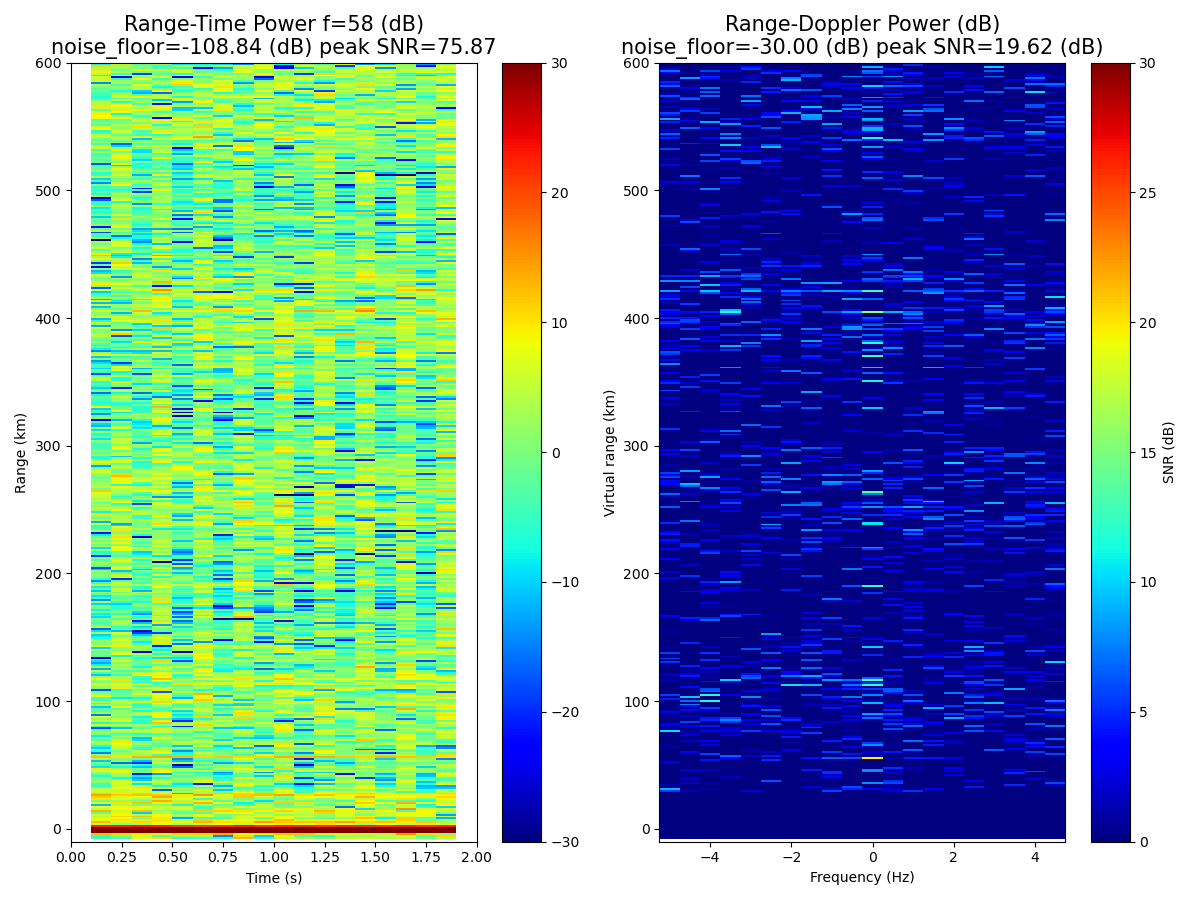 Range-Time Power f=58 (dB)
noise_floor=-108.84 (dB) peak SNR=75.87
600
500
400
300
200
100
0
Range (km)
0.00 0.25 0.50 0.75 1.00 1.25 1.50 1.75 2.00
Time (s)
30
20
10
0
−10
−20
−30
Range-Doppler Power (dB)
noise_floor=-30.00 (dB) peak SNR=19.62 (dB)
600
500
400
300
200
100
0
Virtual range (km)
−4 −2 0 2 4
Frequency (Hz)
30
25
20
15
10
5
0
SNR (dB)